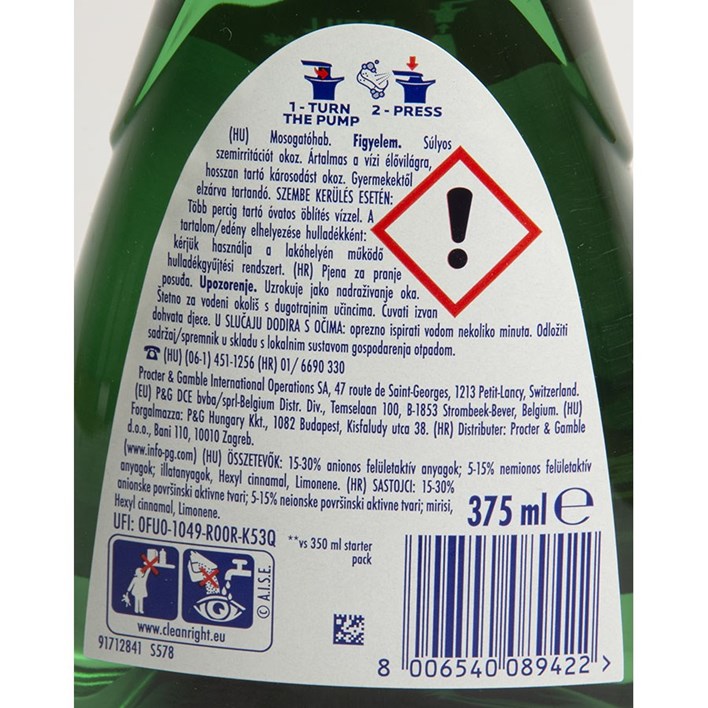 1 - TURN THE PUMP
2 - PRESS
(HU) Mosogatóhab. Figyelem. Súlyos
szemirritációt okoz. Ártalmas a vízi élővilágra,
hosszan tartó károsodást okoz. Gyermekektől
elzárva tartandó. SZEMBE KERÜLÉS ESETÉN:
Több percig tartó óvatos öblítés vízzel. A
tartalom/edény elhelyezése hulladékként:
kérjük használja a lakóhelyén működő
hulladékgyűjtési rendszert. (HR) Pjena za pranje
posuđa. Upozorenje. Uzrokuje jako nadraživanje oka.
Štetno za vodeni okoliš s dugotrajnim učincima. Čuvati izvan
dohvata djece. U SLUČAJU DODIRA S OČIMA: oprezno ispirati vodom nekoliko minuta. Odložiti
sadržaj/spremnik u skladu s lokalnim sustavom gospodarenja otpadom.
☎ (HU) (06-1) 451-1256 (HR) 01/ 6690 330
Procter & Gamble International Operations SA, 47 route de Saint-Georges, 1213 Petit-Lancy, Switzerland.
(EU) P&G DCE bvba/sprl-Belgium Distr. Div., Temselaan 100, B-1853 Strombeek-Bever, Belgium. (HU)
Forgalmazza: P&G Hungary Kkt., 1082 Budapest, Kisfaludy utca 38. (HR) Distributer: Procter & Gamble
d.o.o., Bani 110, 10010 Zagreb.
(www.info-pg.com) (HU) ÖSSZETEVŐK: 15-30% anionos felületaktív anyagok; 5-15% nemionos felületaktív
anyagok; illatanyagok, Hexyl cinnamal, Limonene. (HR) SASTOJCI: 15-30%
anionske površinski aktivne tvari; 5-15% neionske površinski aktivne tvari; mirisi,
Hexyl cinnamal, Limonene.
375 ml e
UFI: 0FU0-1049-R00R-K53Q
**vs 350 ml starter
pack
© A.I.S.E.
www.cleanright.eu
91712841 S578
8 006540 089422 >